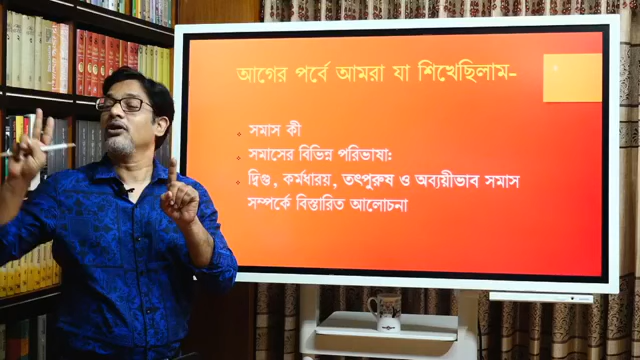 আগের পর্বে আমরা যা শিখেছিলাম-
সমাস কী
সমাসের বিভিন্ন পরিভাষা:
দ্বিগু, কর্মধারয়, তৎপুরুষ ও অব্যয়ীভাব সমাস
সম্পর্কে বিস্তারিত আলোচনা